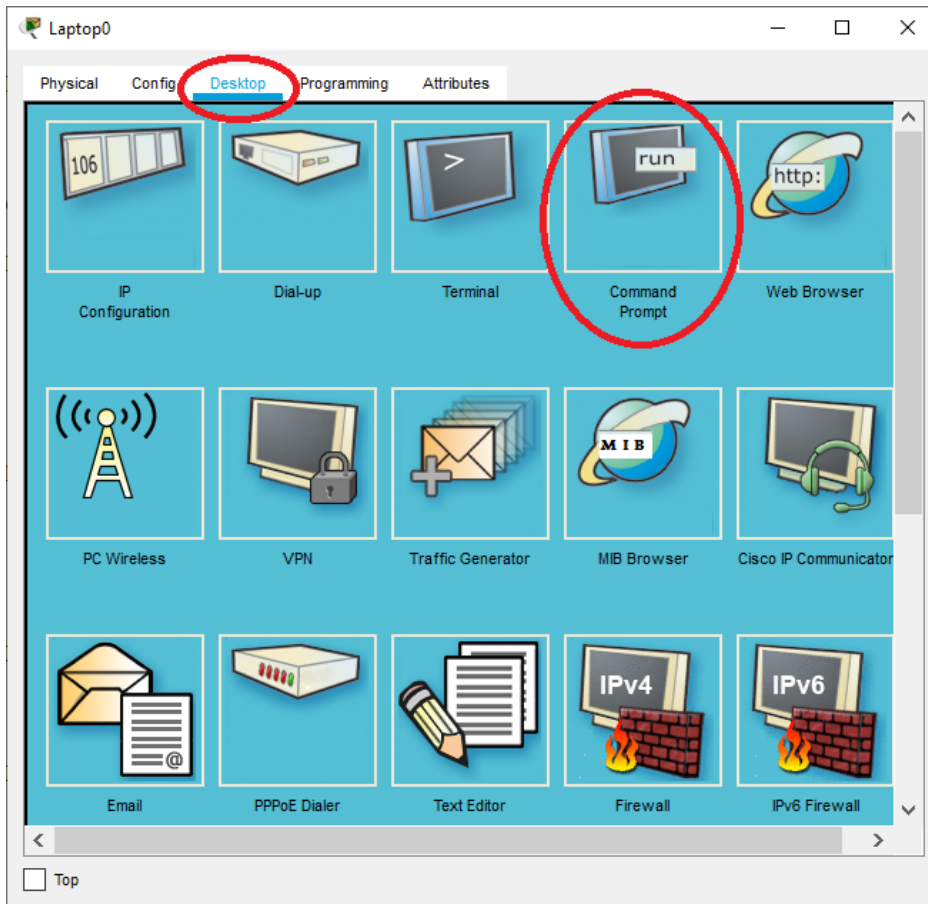 Laptop0
Physical Config Desktop Programming Attributes
106
>
run
http:
IP
Configuration
Dial-up
Terminal
Command
Prompt
Web Browser
MIB
PC Wireless
VPN
Traffic Generator
MIB Browser
Cisco IP Communicator
@
IPv4
IPv6
Email
PPPoE Dialer
Text Editor
Firewall
IPv6 Firewall
Top